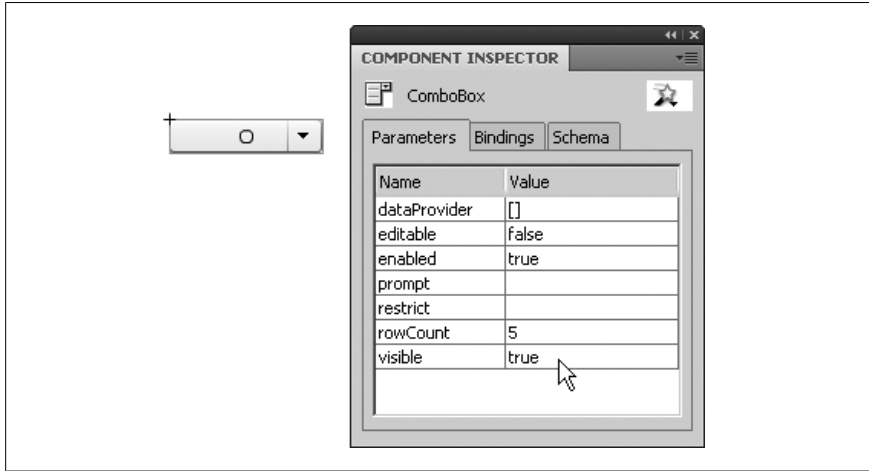 COMPONENT INSPECTOR
ComboBox
Parameters Bindings Schema
Name Value
dataProvider []
editable false
enabled true
prompt
restrict
rowCount 5
visible true